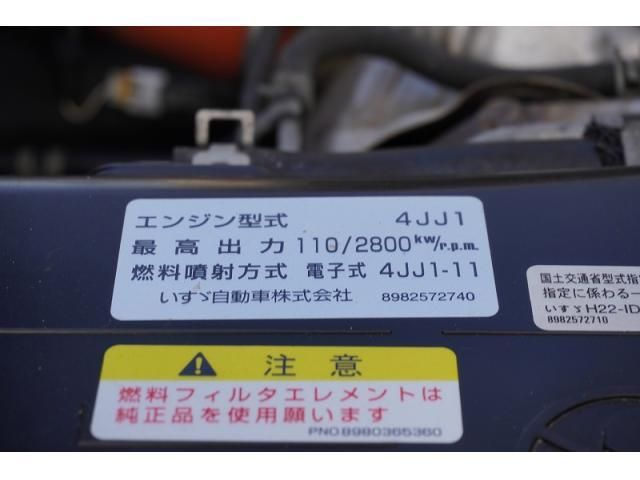 エンジン型式 4JJ1
最高出力 110/2800kw/r.p.m.
燃料噴射方式 電子式 4JJ1-11
いすゞ自動車株式会社 8982572740
国土交通省型式指
指定に係わる一
いすゞH22-ID
8982572710
注意
燃料フィルタエレメントは
純正品を使用願います
PNO.8980365360